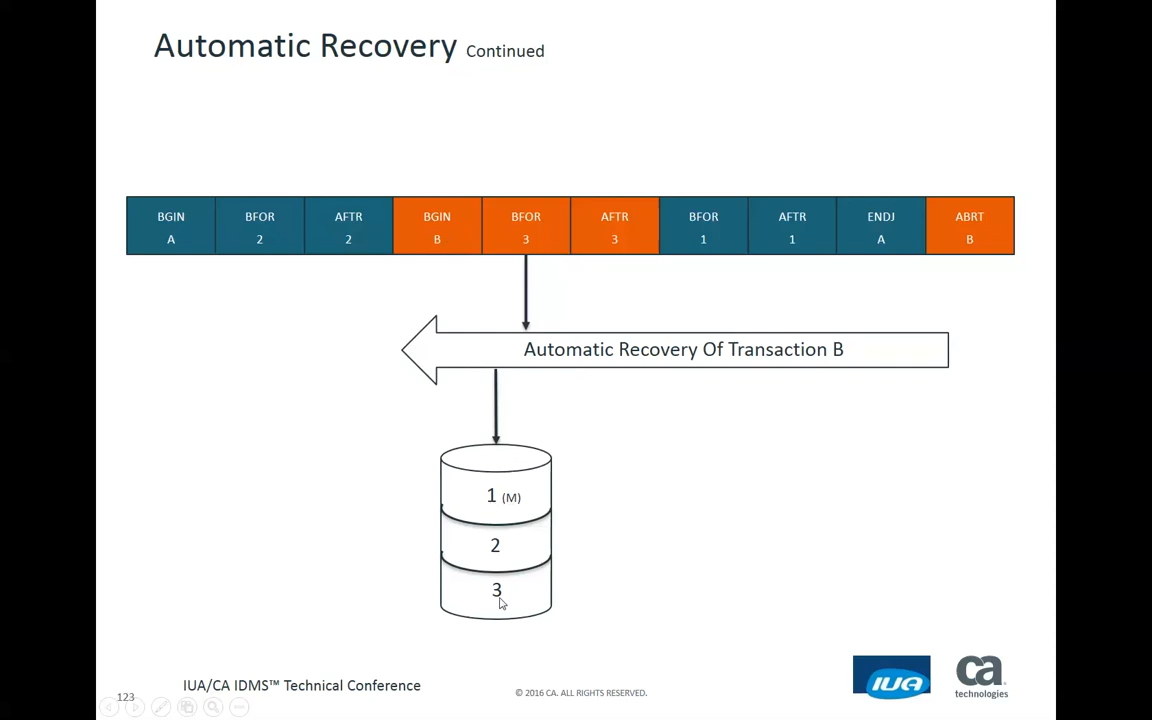 Automatic Recovery Continued
BGIN BFOR AFTR BGIN BFOR AFTR BFOR AFTR ENDJ ABRT
A 2 2 B 3 3 1 1 A B
Automatic Recovery Of Transaction B
1 (M)
2
3
IUA/CA IDMS™ Technical Conference
© 2016 CA. ALL RIGHTS RESERVED.
IUA
ca
technologies
123